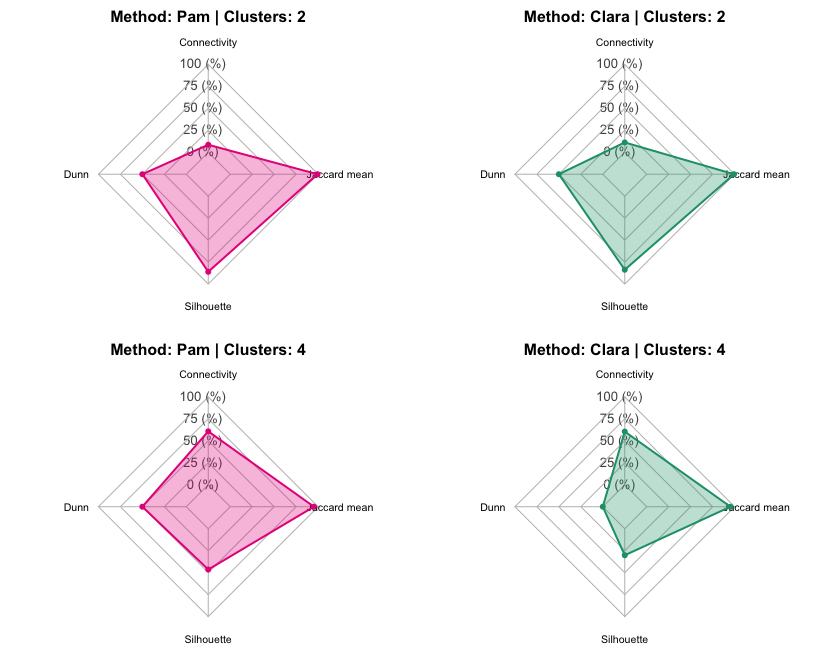 Method: Pam | Clusters: 2
Connectivity
100 (%)
75 (%)
50 (%)
25 (%)
0 (%)
Dunn
Jaccard mean
Silhouette
Method: Clara | Clusters: 2
Connectivity
100 (%)
75 (%)
50 (%)
25 (%)
0 (%)
Dunn
Jaccard mean
Silhouette
Method: Pam | Clusters: 4
Connectivity
100 (%)
75 (%)
50 (%)
25 (%)
0 (%)
Dunn
Jaccard mean
Silhouette
Method: Clara | Clusters: 4
Connectivity
100 (%)
75 (%)
50 (%)
25 (%)
0 (%)
Dunn
Jaccard mean
Silhouette